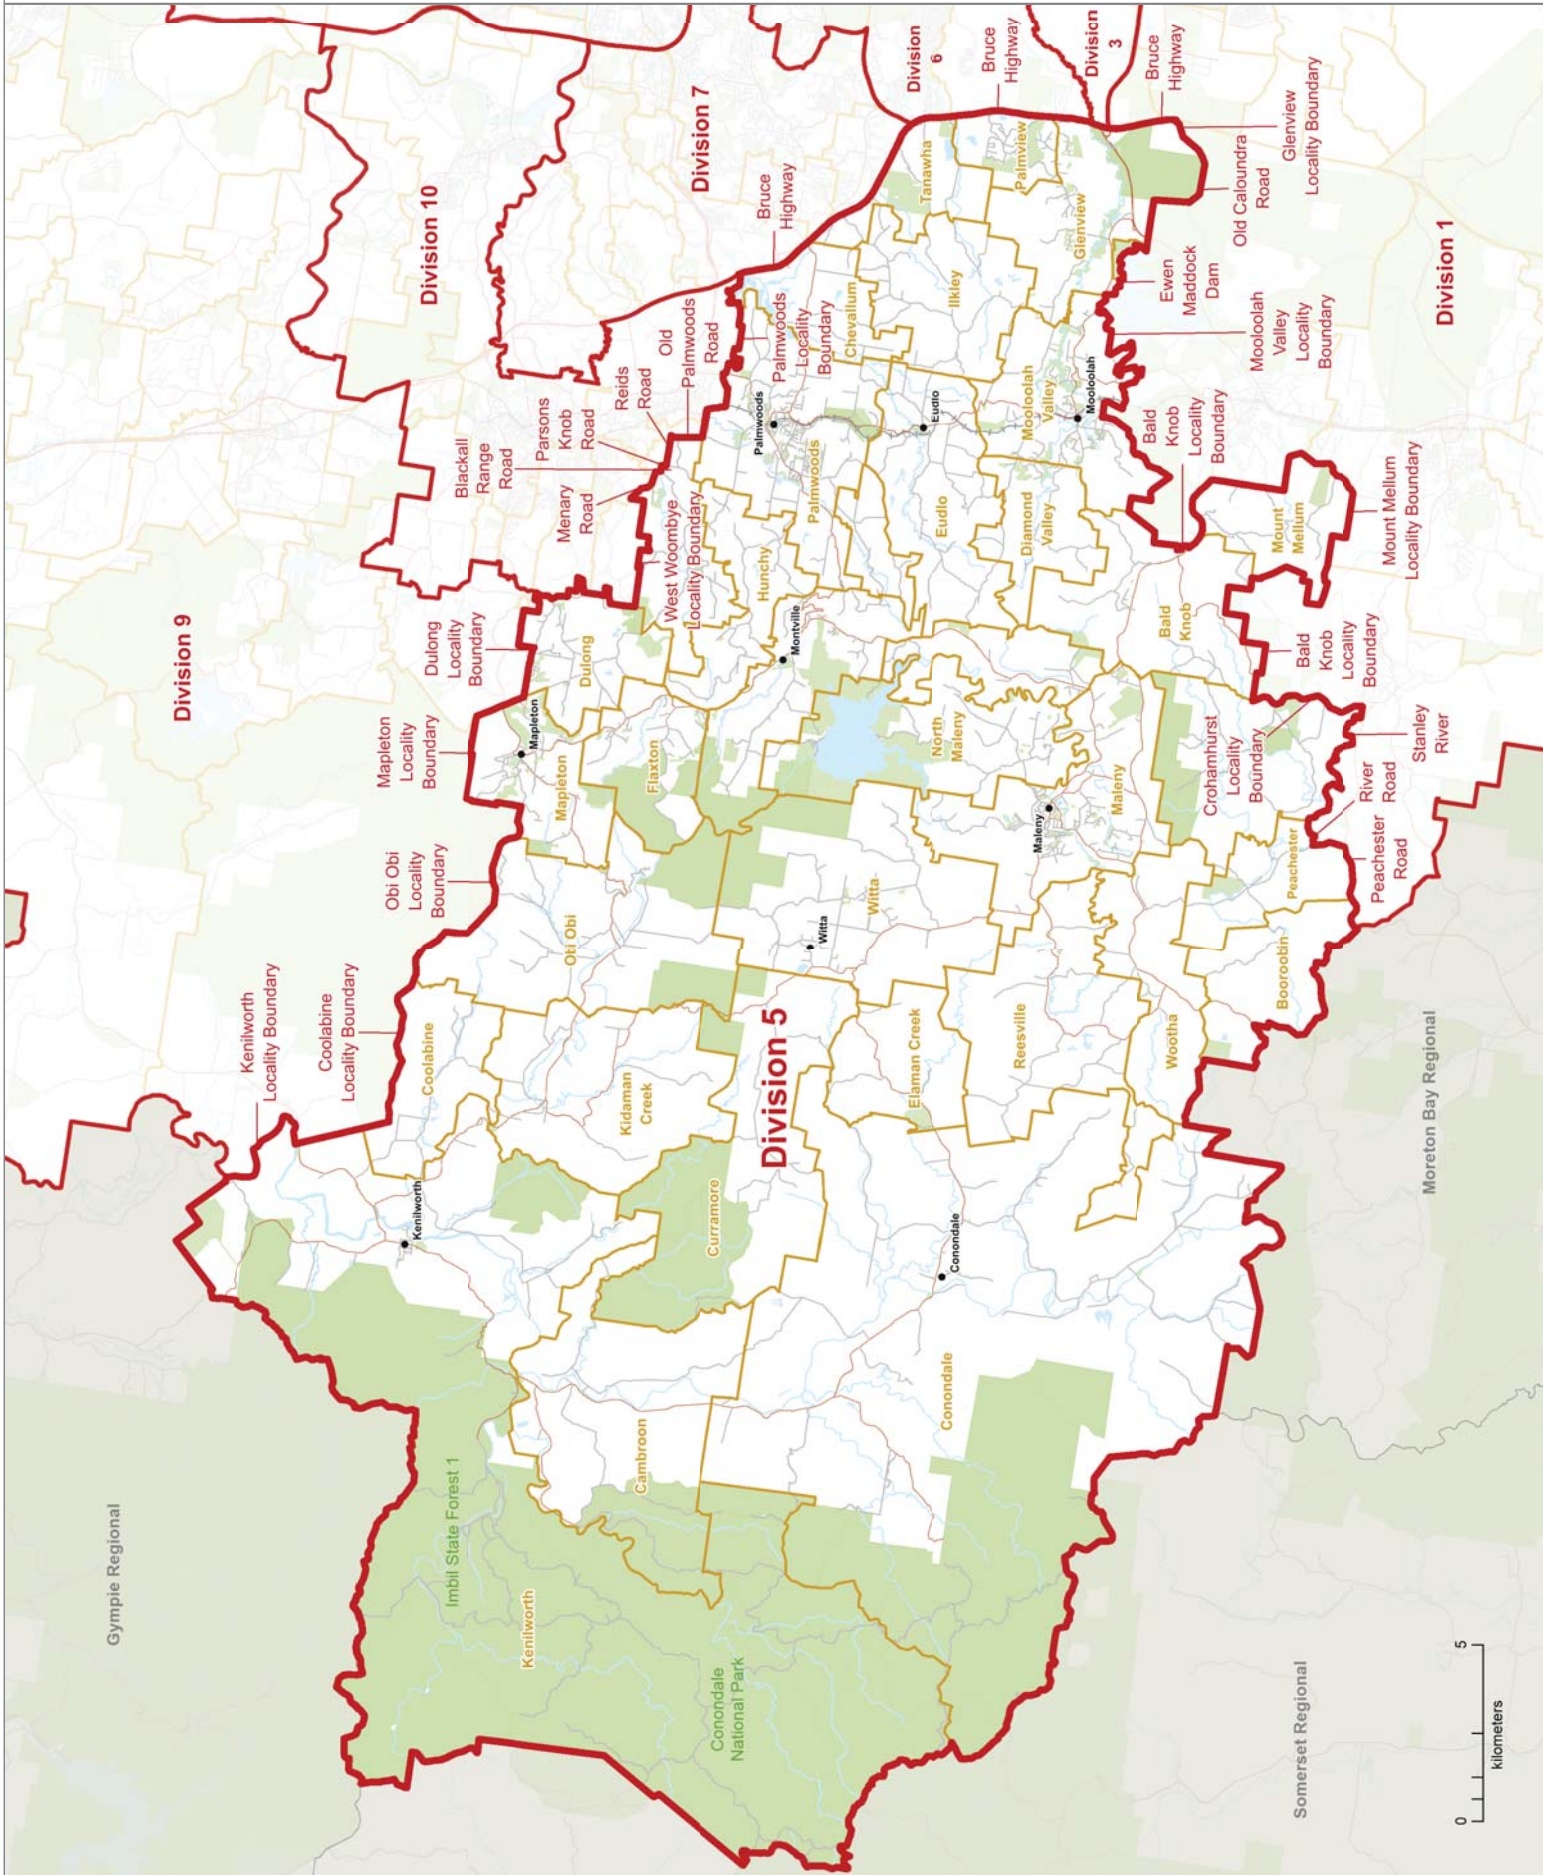 Gympie Regional
Division 9
Division 10
Division 7
Division
6
Division
3
Bruce
Highway
Bruce
Highway
Bruce
Highway
Kenilworth
Locality Boundary
Coolabine
Locality Boundary
Obi Obi
Locality
Boundary
Mapleton
Locality
Boundary
Dulong
Locality
Boundary
West Woombye
Locality Boundary
Menary
Road
Blackall
Range
Road
Parsons
Knob
Road
Reids
Road
Old
Palmwoods
Road
Palmwoods
Locality
Boundary
Glenview
Locality Boundary
Old Caloundra
Road
Ewen
Maddock
Dam
Mooloolah
Valley
Locality
Boundary
Bald
Knob
Locality
Boundary
Mount Mellum
Locality Boundary
Bald
Knob
Locality
Boundary
Crohamhurst
Locality
Boundary
Stanley
River
River
Road
Peachester
Road
Division 1
Division 5
Imbil State Forest 1
Kenilworth
Conondale
National Park
Kenilworth
Coolabine
Kidaman
Creek
Curramore
Cambroon
Conondale
Conondale
Obi Obi
Mapleton
Mapleton
Dulong
Flaxton
Hunchy
Montville
Palmwoods
Palmwoods
Chevallum
Ilkley
Tanawha
Palmview
Glenview
Eudlo
Eudlo
Mooloolah
Valley
Mooloolah
Diamond
Valley
Bald
Knob
Mount
Mellum
North
Maleny
Maleny
Maleny
Witta
Witta
Elaman Creek
Reesville
Wootha
Booroobin
Peachester
Moreton Bay Regional
Somerset Regional
0
5
kilometers